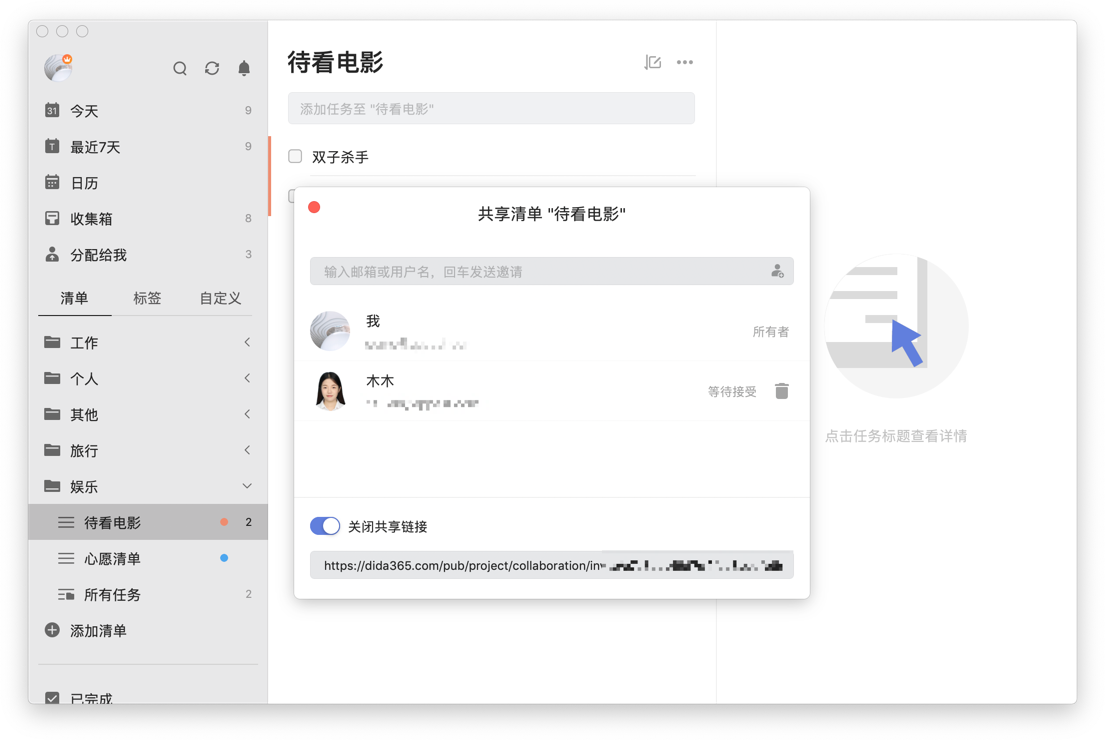 31 今天 9
T 最近7天 9
日历
收集箱 8
分配给我 3
清单 标签 自定义
工作
个人
其他
旅行
娱乐
待看电影 2
心愿清单
所有任务 2
添加清单
已完成
待看电影
添加任务至 "待看电影"
双子杀手
共享清单 "待看电影"
输入邮箱或用户名，回车发送邀请
我
所有者
木木
等待接受
关闭共享链接
https://dida365.com/pub/project/collaboration/
点击任务标题查看详情